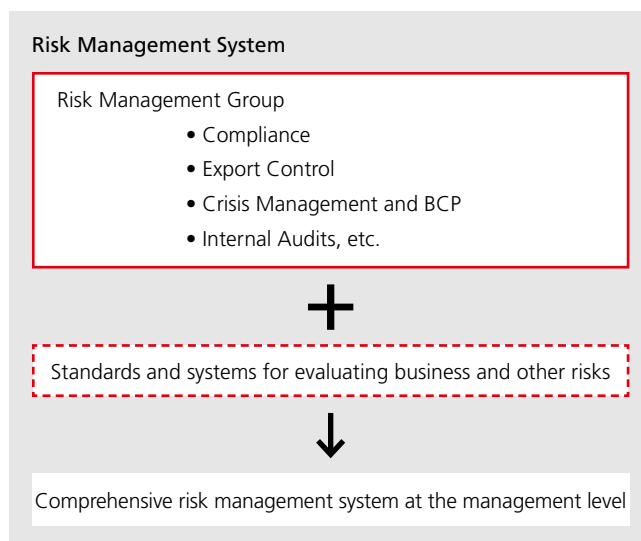 Risk Management System
Risk Management Group
• Compliance
• Export Control
• Crisis Management and BCP
• Internal Audits, etc.
+
Standards and systems for evaluating business and other risks
↓
Comprehensive risk management system at the management level